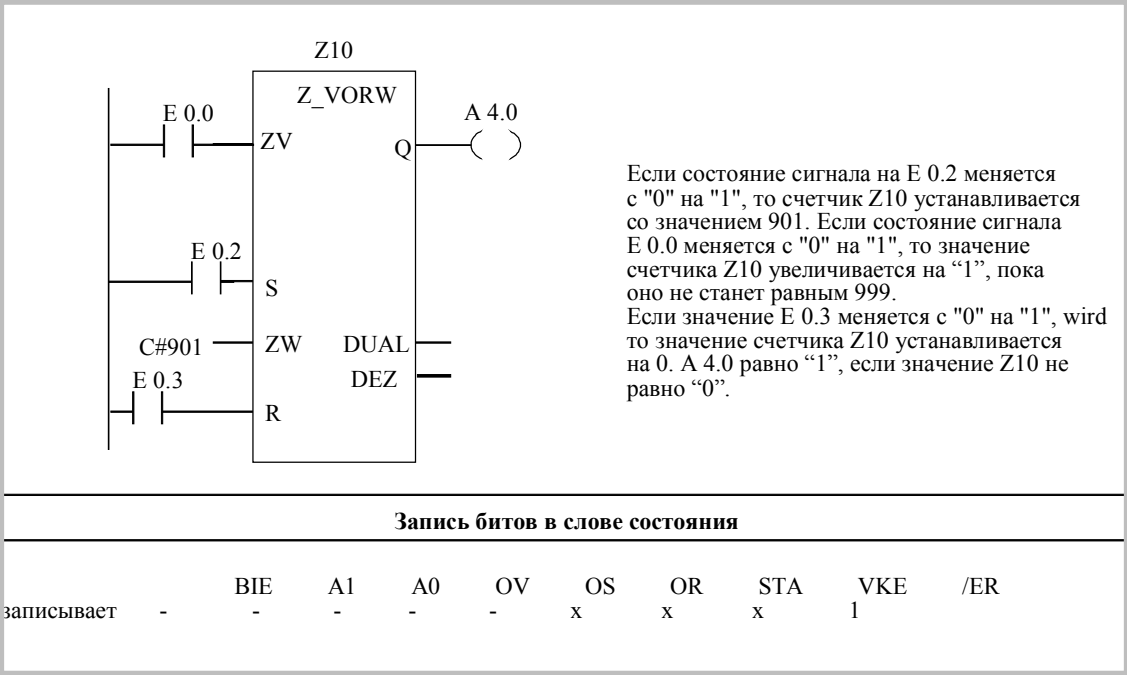 Z10
Z_VORW
E 0.0
A 4.0
ZV
Q
E 0.2
S
C#901
ZW
DUAL
DEZ
E 0.3
R
Если состояние сигнала на E 0.2 меняется
с "0" на "1", то счетчик Z10 устанавливается
со значением 901. Если состояние сигнала
E 0.0 меняется с "0" на "1", то значение
счетчика Z10 увеличивается на “1”, пока
оно не станет равным 999.
Если значение E 0.3 меняется с "0" на "1", wird
то значение счетчика Z10 устанавливается
на 0. A 4.0 равно “1”, если значение Z10 не
равно “0”.
Запись битов в слове состояния
BIE A1 A0 OV OS OR STA VKE /ER
записывает - - - - - x x x 1